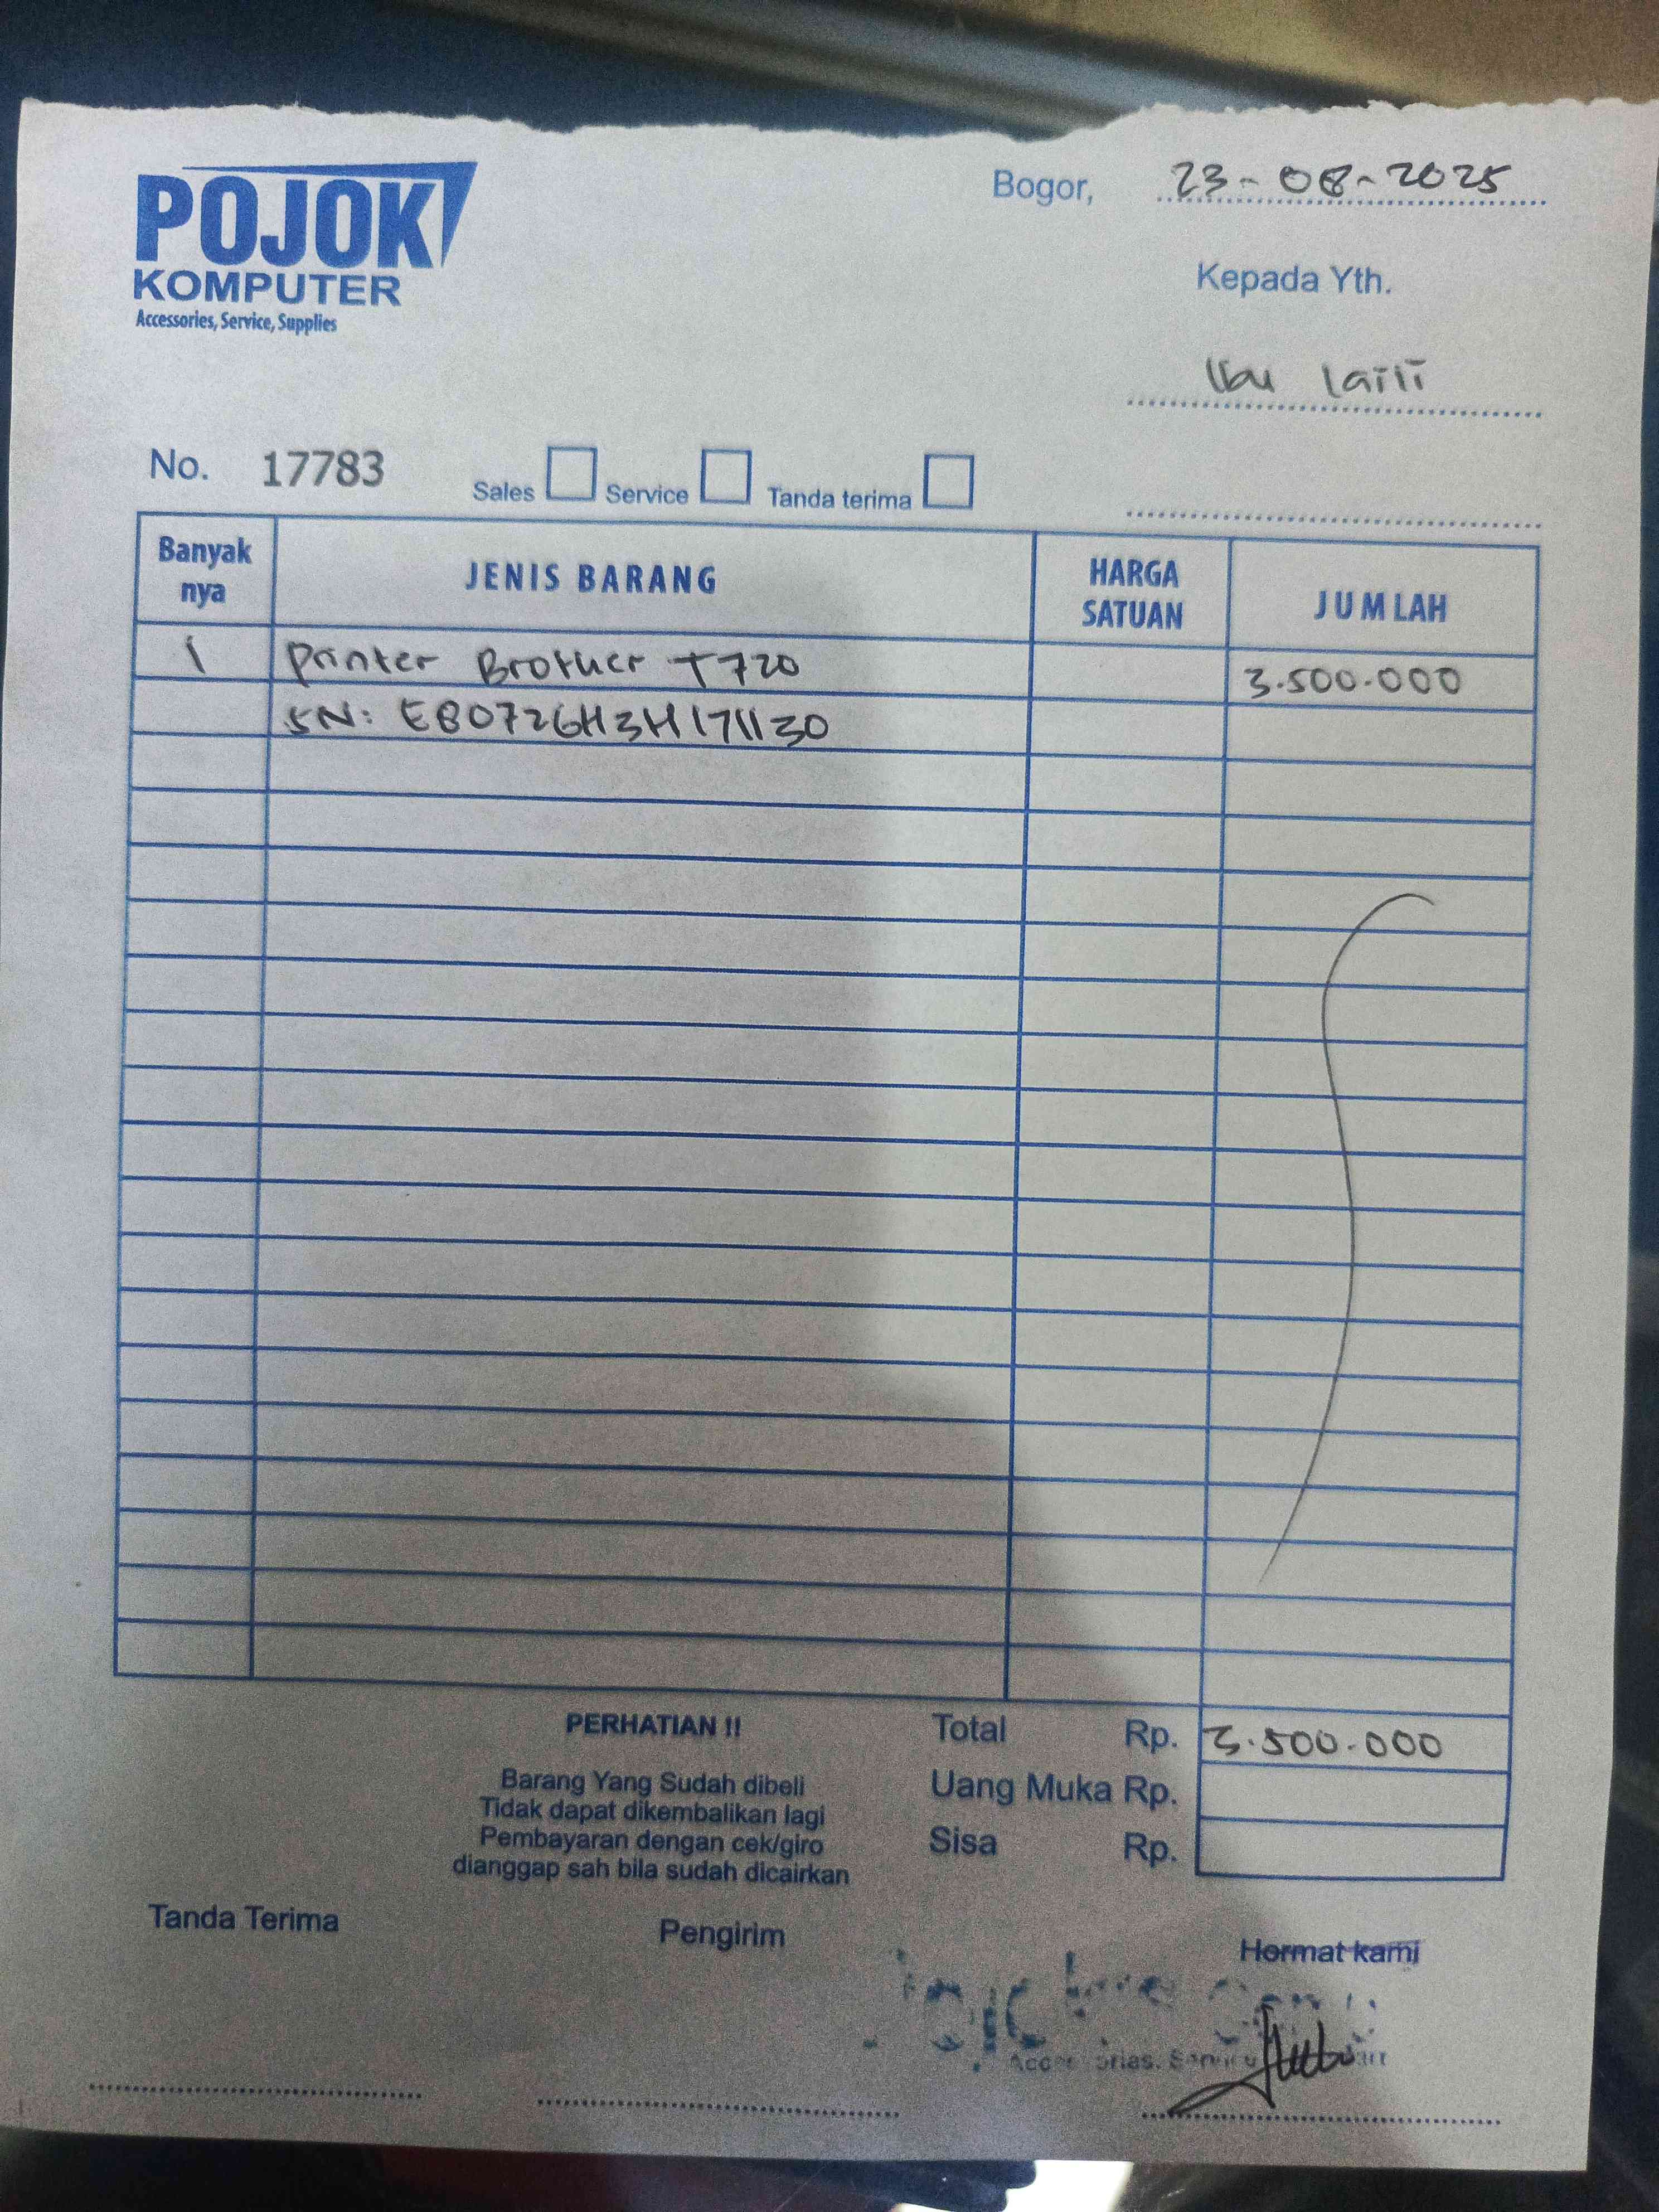 POJOK
KOMPUTER
Accessories, Service, Supplies
Bogor, 23-08-2025
Kepada Yth.
Ibu Laili
No. 17783 Sales Service Tanda terima
Banyak nya JENIS BARANG HARGA SATUAN JUMLAH
1 Printer Brother T720 3.500.000
SN: E80726H3H171130
PERHATIAN !!
Barang Yang Sudah dibeli
Tidak dapat dikembalikan lagi
Pembayaran dengan cek/giro
dianggap sah bila sudah dicairkan
Total Rp. 3.500.000
Uang Muka Rp.
Sisa Rp.
Tanda Terima Pengirim Hormat kami